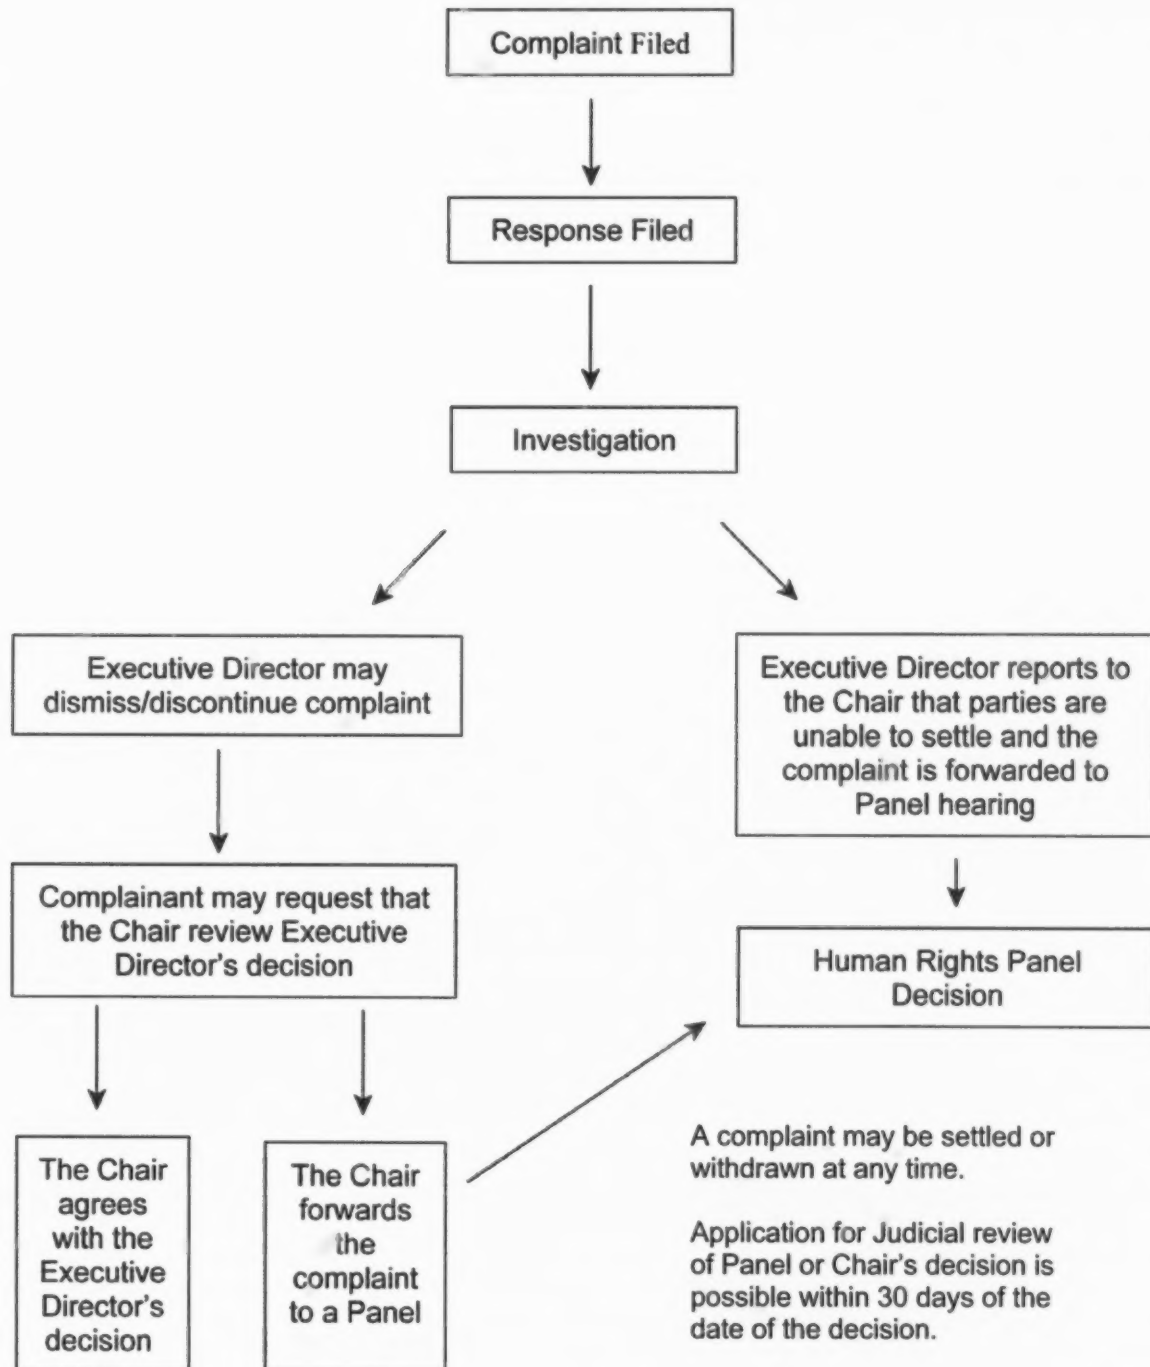 Complaint Filed
Response Filed
Investigation
Executive Director may
dismiss/discontinue complaint
Executive Director reports to
the Chair that parties are
unable to settle and the
complaint is forwarded to
Panel hearing
Complainant may request that
the Chair review Executive
Director's decision
Human Rights Panel
Decision
The Chair
agrees
with the
Executive
Director's
decision
The Chair
forwards
the
complaint
to a Panel
A complaint may be settled or
withdrawn at any time.
Application for Judicial review
of Panel or Chair's decision is
possible within 30 days of the
date of the decision.